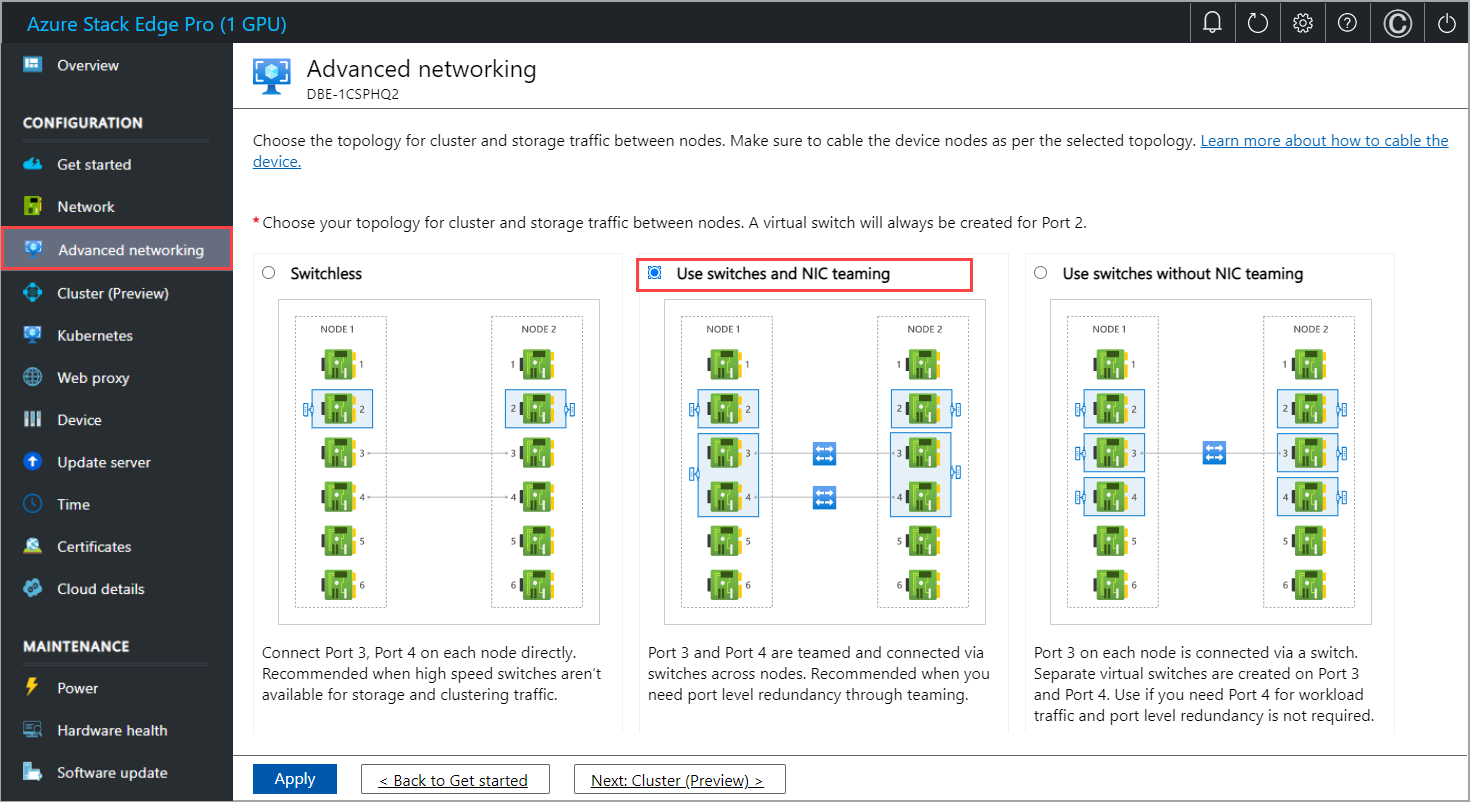 Azure Stack Edge Pro (1 GPU)
Overview
CONFIGURATION
Get started
Network
Advanced networking
Cluster (Preview)
Kubernetes
Web proxy
Device
Update server
Time
Certificates
Cloud details
MAINTENANCE
Power
Hardware health
Software update
Advanced networking
DBE-1CSPHQ2
Choose the topology for cluster and storage traffic between nodes. Make sure to cable the device nodes as per the selected topology. Learn more about how to cable the
device.
* Choose your topology for cluster and storage traffic between nodes. A virtual switch will always be created for Port 2.
Switchless
NODE 1 NODE 2
1 1
2 2
3 3
4 4
5 5
6 6
Connect Port 3, Port 4 on each node directly.
Recommended when high speed switches aren't
available for storage and clustering traffic.
Use switches and NIC teaming
NODE 1 NODE 2
1 1
2 2
3 3
4 4
5 5
6 6
Port 3 and Port 4 are teamed and connected via
switches across nodes. Recommended when you
need port level redundancy through teaming.
Use switches without NIC teaming
NODE 1 NODE 2
1 1
2 2
3 3
4 4
5 5
6 6
Port 3 on each node is connected via a switch.
Separate virtual switches are created on Port 3
and Port 4. Use if you need Port 4 for workload
traffic and port level redundancy is not required.
Apply
< Back to Get started
Next: Cluster (Preview) >